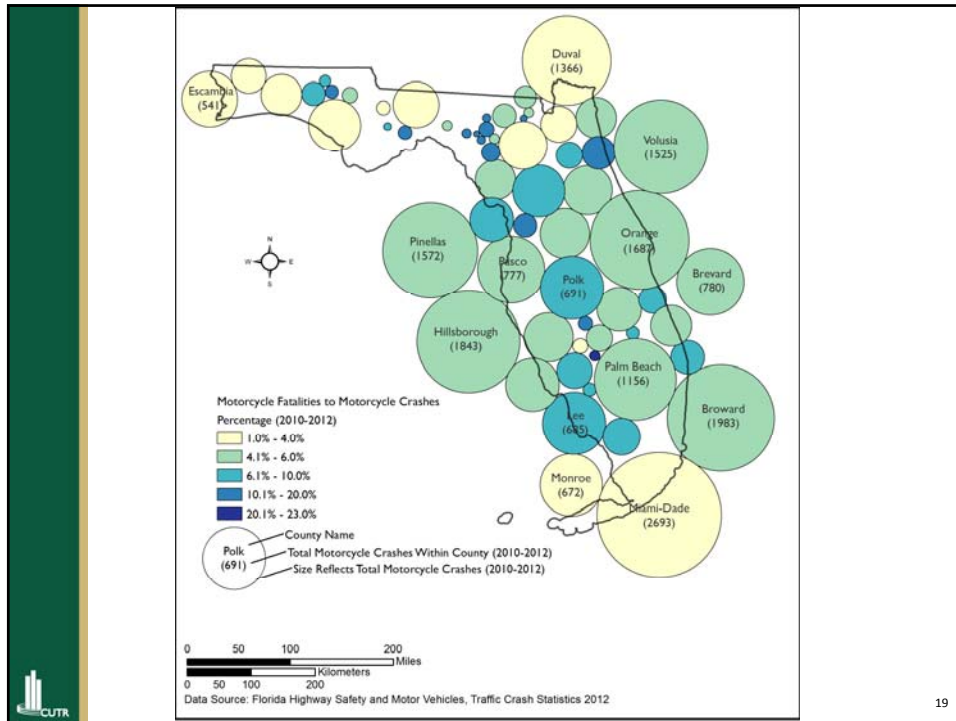 Duval
(1366)
Escambia
(541)
Volusia
(1525)
Orange
(1687)
Pinellas
(1572)
Pasco
(777)
Brevard
(780)
Polk
(691)
Hillsborough
(1843)
Palm Beach
(1156)
Broward
(1983)
Lee
(685)
Monroe
(672)
Miami-Dade
(2693)
N
W E
S
Motorcycle Fatalities to Motorcycle Crashes
Percentage (2010-2012)
1.0% - 4.0%
4.1% - 6.0%
6.1% - 10.0%
10.1% - 20.0%
20.1% - 23.0%
County Name
Polk
(691)
Total Motorcycle Crashes Within County (2010-2012)
Size Reflects Total Motorcycle Crashes (2010-2012)
0 50 100 200
Miles
Kilometers
0 50 100 200
Data Source: Florida Highway Safety and Motor Vehicles, Traffic Crash Statistics 2012
CUTR
19